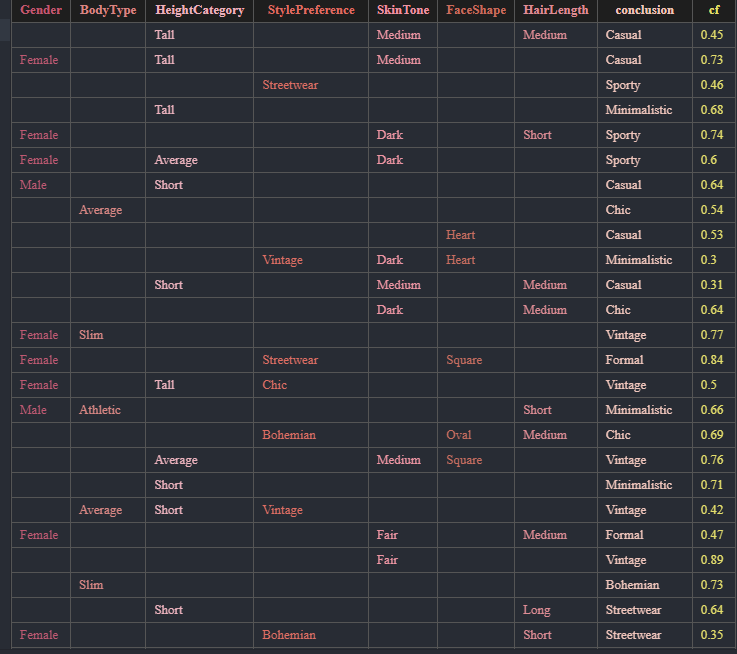 Gender BodyType HeightCategory StylePreference SkinTone FaceShape HairLength conclusion cf
Tall Medium Medium Casual 0.45
Female Tall Medium Casual 0.73
Streetwear Sporty 0.46
Tall Minimalistic 0.68
Female Dark Short Sporty 0.74
Female Average Dark Sporty 0.6
Male Short Casual 0.64
Average Chic 0.54
Heart Casual 0.53
Vintage Dark Heart Minimalistic 0.3
Short Medium Medium Casual 0.31
Dark Medium Chic 0.64
Female Slim Vintage 0.77
Female Streetwear Square Formal 0.84
Female Tall Chic Vintage 0.5
Male Athletic Short Minimalistic 0.66
Bohemian Oval Medium Chic 0.69
Average Medium Square Vintage 0.76
Short Minimalistic 0.71
Average Short Vintage Vintage 0.42
Female Fair Medium Formal 0.47
Fair Vintage 0.89
Slim Bohemian 0.73
Short Long Streetwear 0.64
Female Bohemian Short Streetwear 0.35